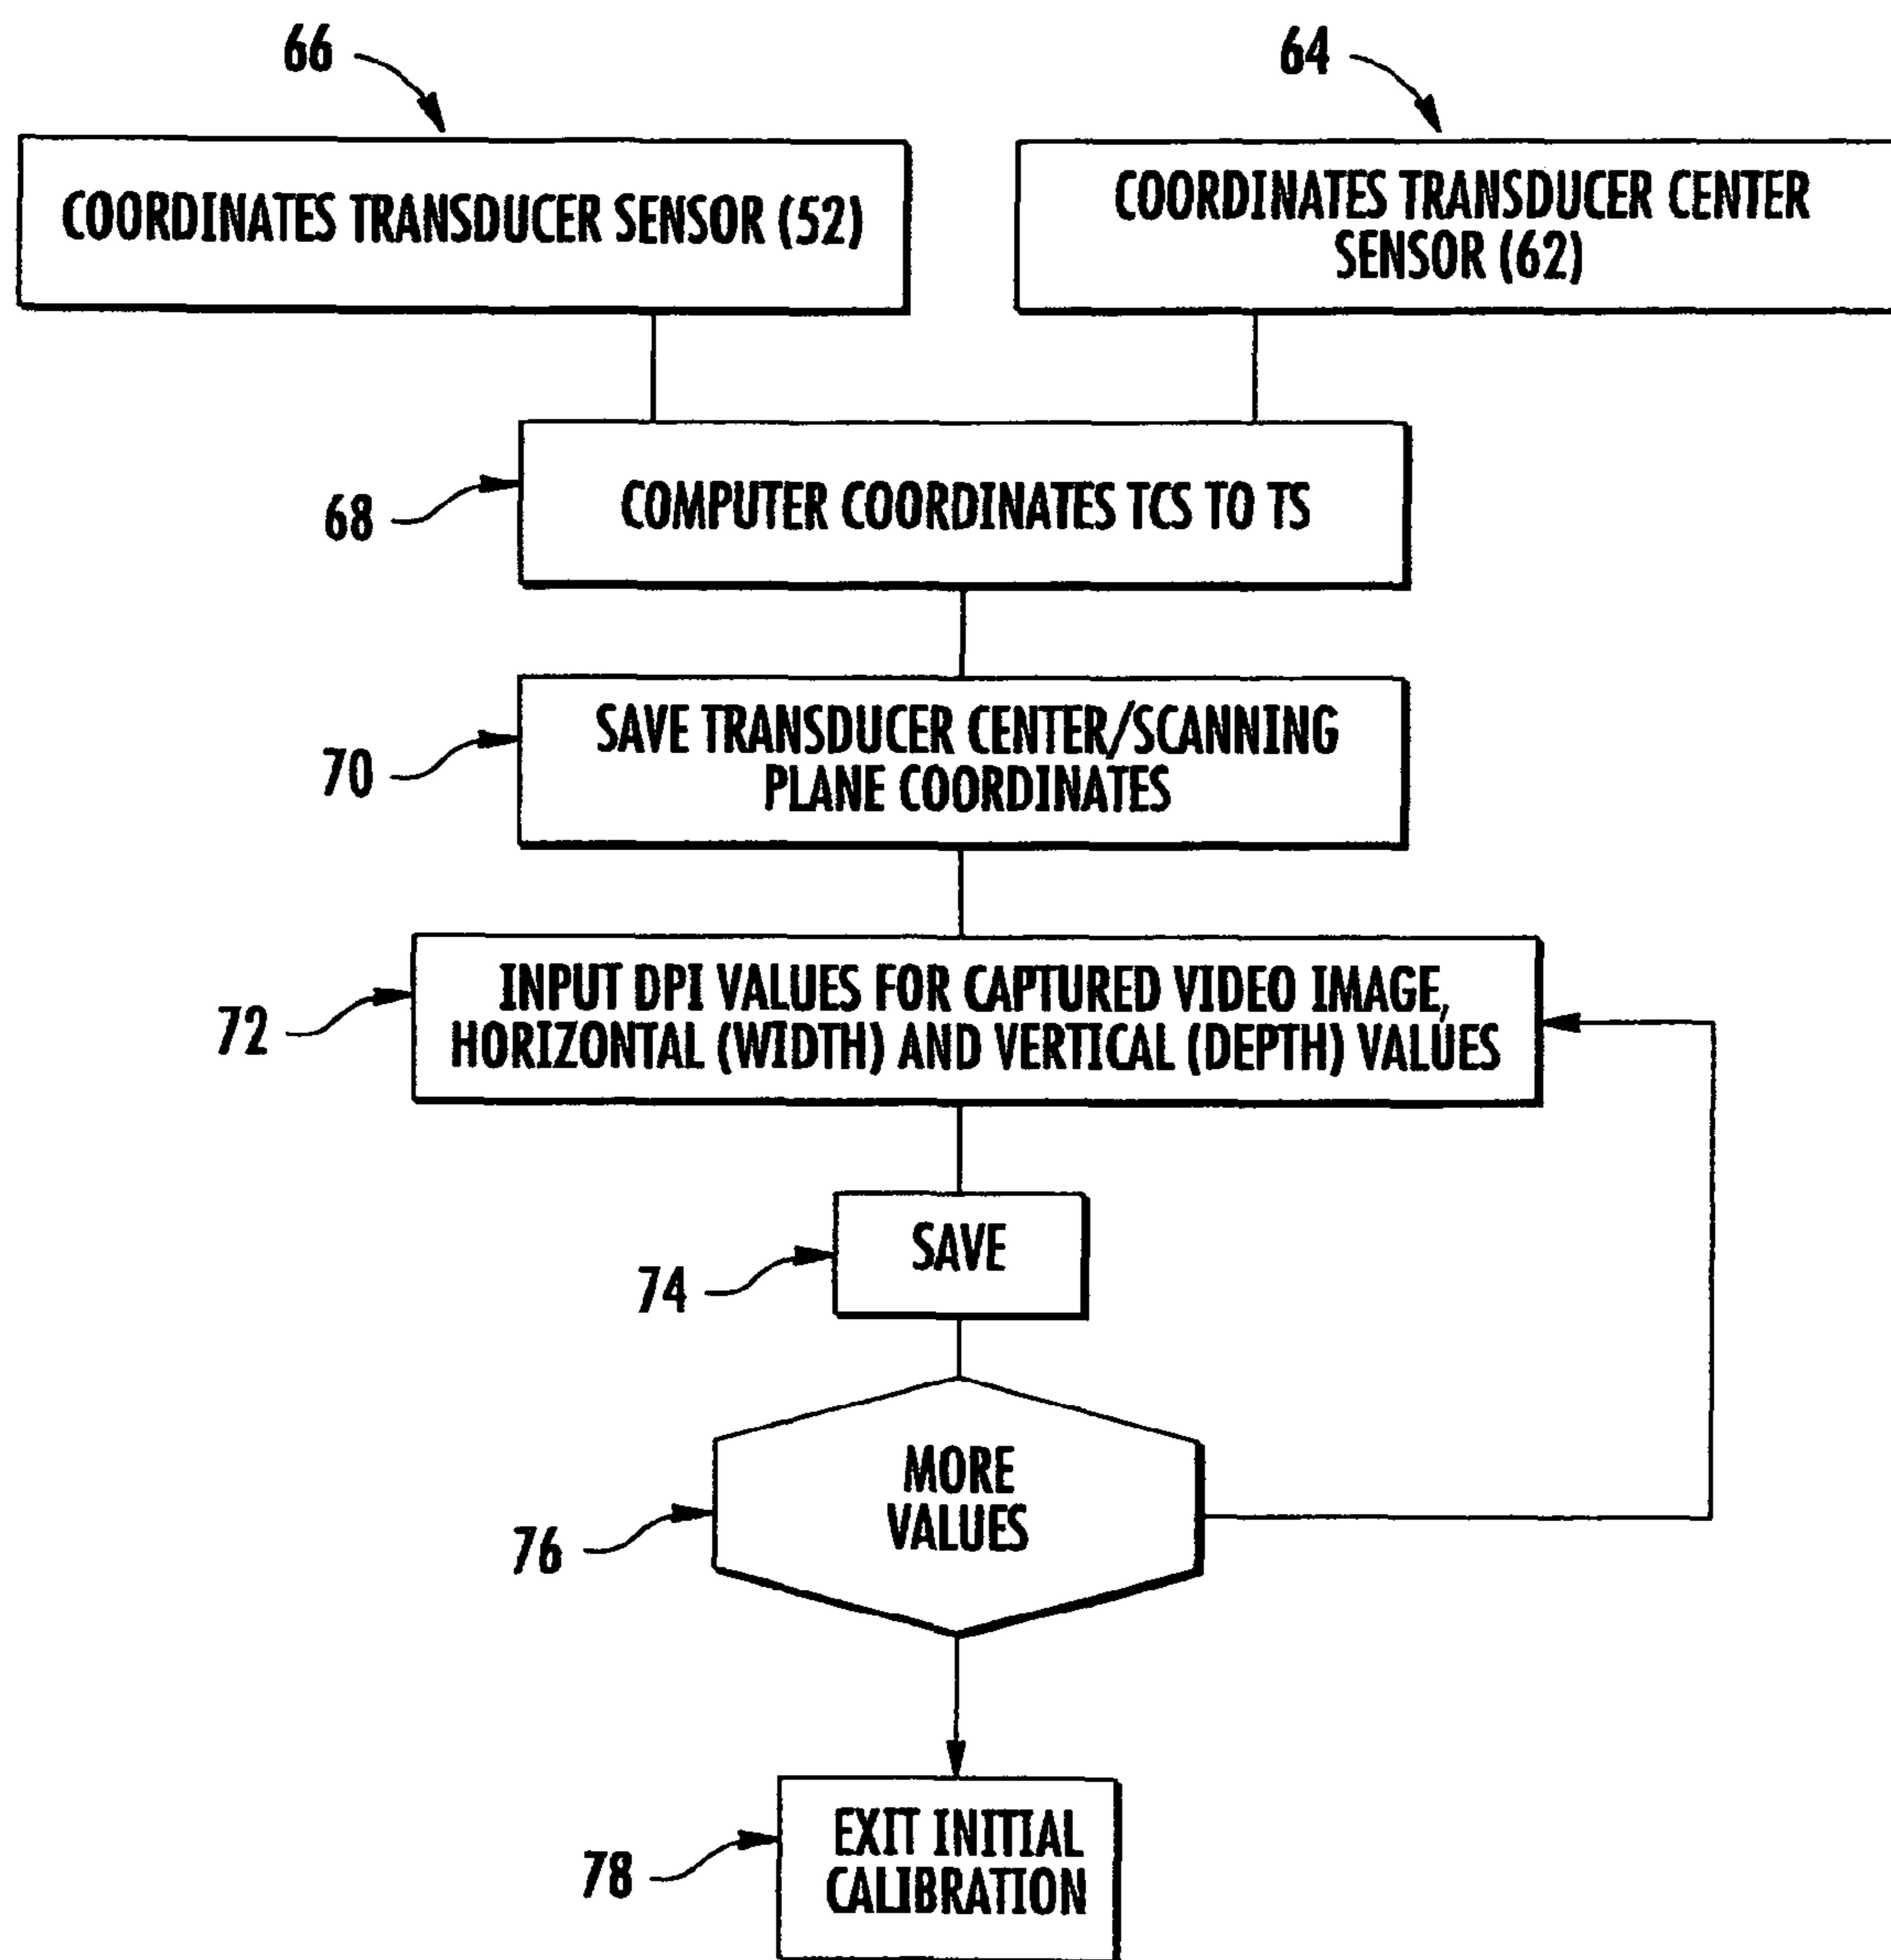 66
64
COORDINATES TRANSDUCER SENSOR (52)
COORDINATES TRANSDUCER CENTER
SENSOR (62)
68
COMPUTER COORDINATES TCS TO TS
70
SAVE TRANSDUCER CENTER/SCANNING
PLANE COORDINATES
72
INPUT DPI VALUES FOR CAPTURED VIDEO IMAGE,
HORIZONTAL (WIDTH) AND VERTICAL (DEPTH) VALUES
74
SAVE
76
MORE
VALUES
78
EXIT INITIAL
CALIBRATION